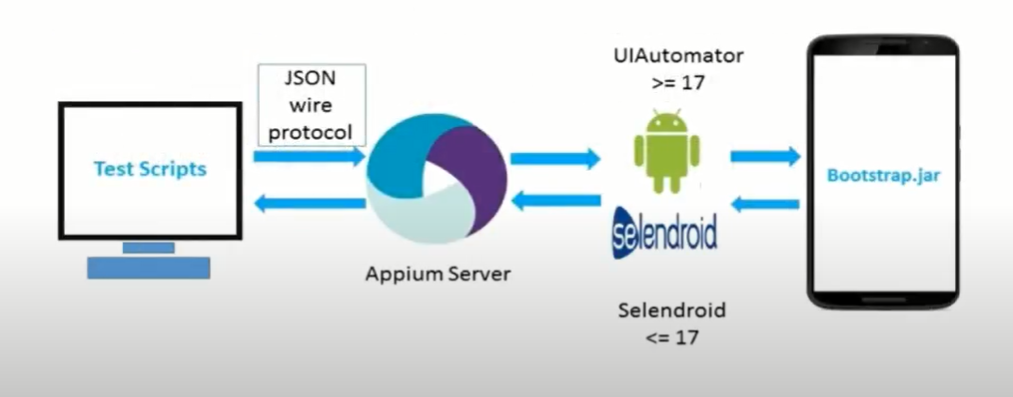 JSON
wire
protocol
Test Scripts
Appium Server
UIAutomator
>= 17
selendroid
Selendroid
<= 17
Bootstrap.jar